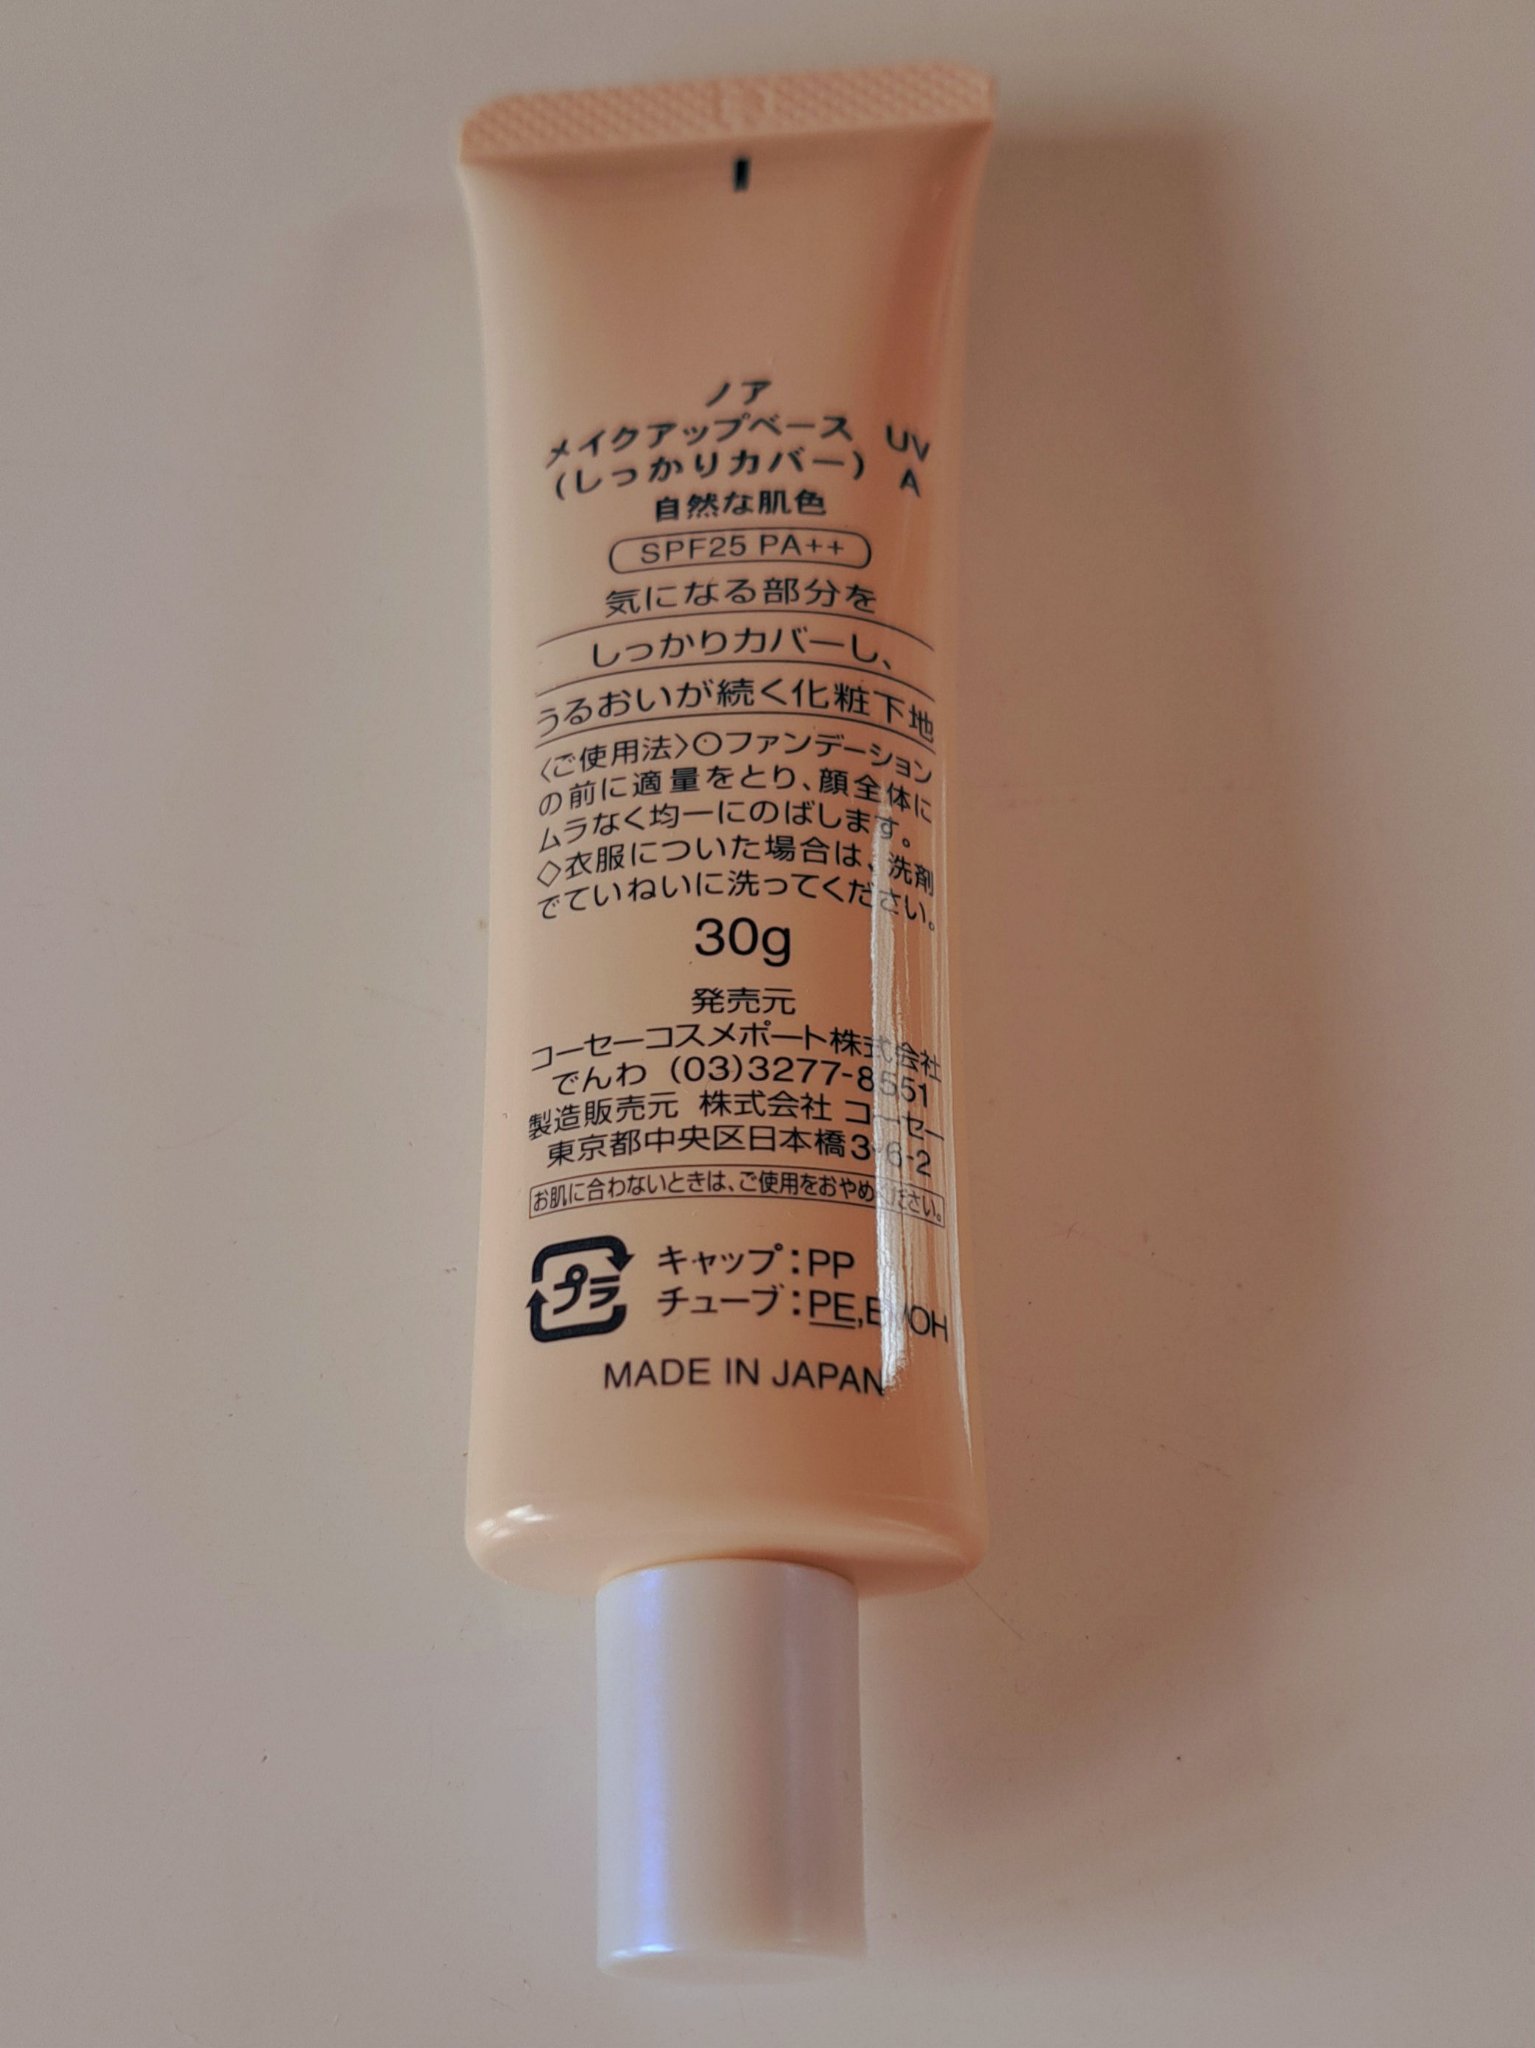 ノア
メイクアップベース UV
(しっかりカバー) A
自然な肌色
SPF25 PA++
気になる部分を
しっかりカバーし、
うるおいが続く化粧下地
〈ご使用法〉〇ファンデーション
の前に適量をとり、顔全体に
ムラなく均一にのばします。
◇衣服についた場合は、洗剤
でていねいに洗ってください。
30g
発売元
コーセーコスメポート株式会社
でんわ (03)3277-8551
製造販売元 株式会社 コーセー
東京都中央区日本橋3-6-2
お肌に合わないときは、ご使用をおやめください。
プラ
キャップ:PP
チューブ:PE,EVOH
MADE IN JAPAN